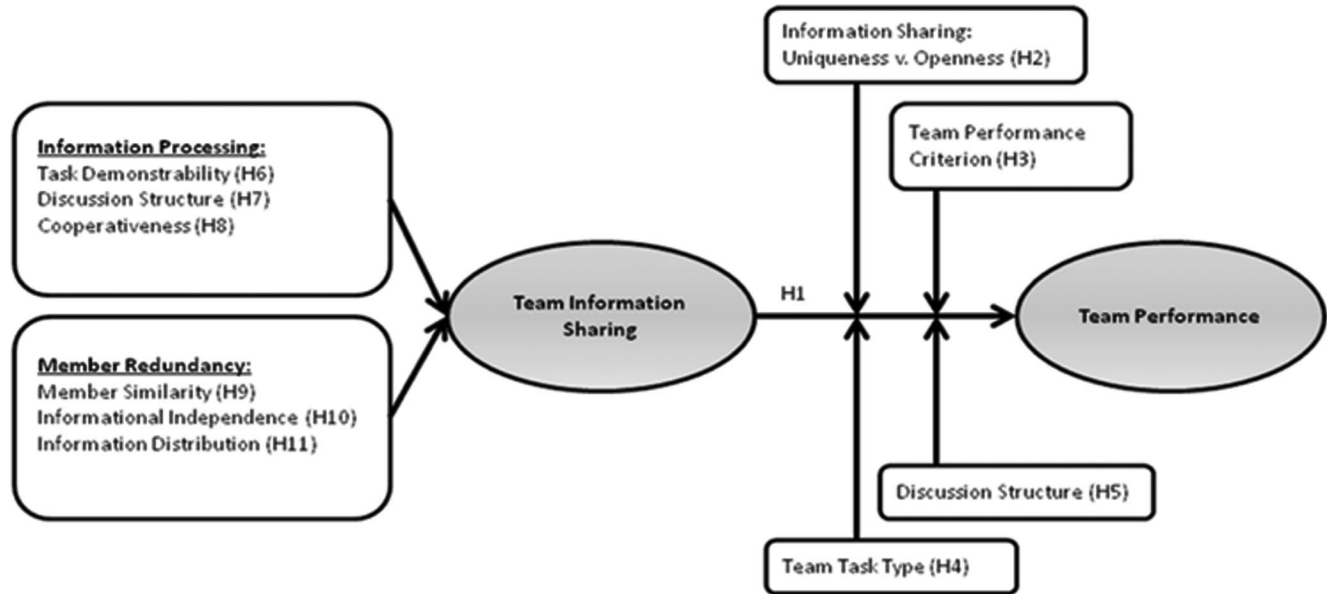 Information Sharing:
Uniqueness v. Openness (H2)
Team Performance
Criterion (H3)
Information Processing:
Task Demonstrability (H6)
Discussion Structure (H7)
Cooperativeness (H8)
Team Information
Sharing
H1
Team Performance
Member Redundancy:
Member Similarity (H9)
Informational Independence (H10)
Information Distribution (H11)
Discussion Structure (H5)
Team Task Type (H4)